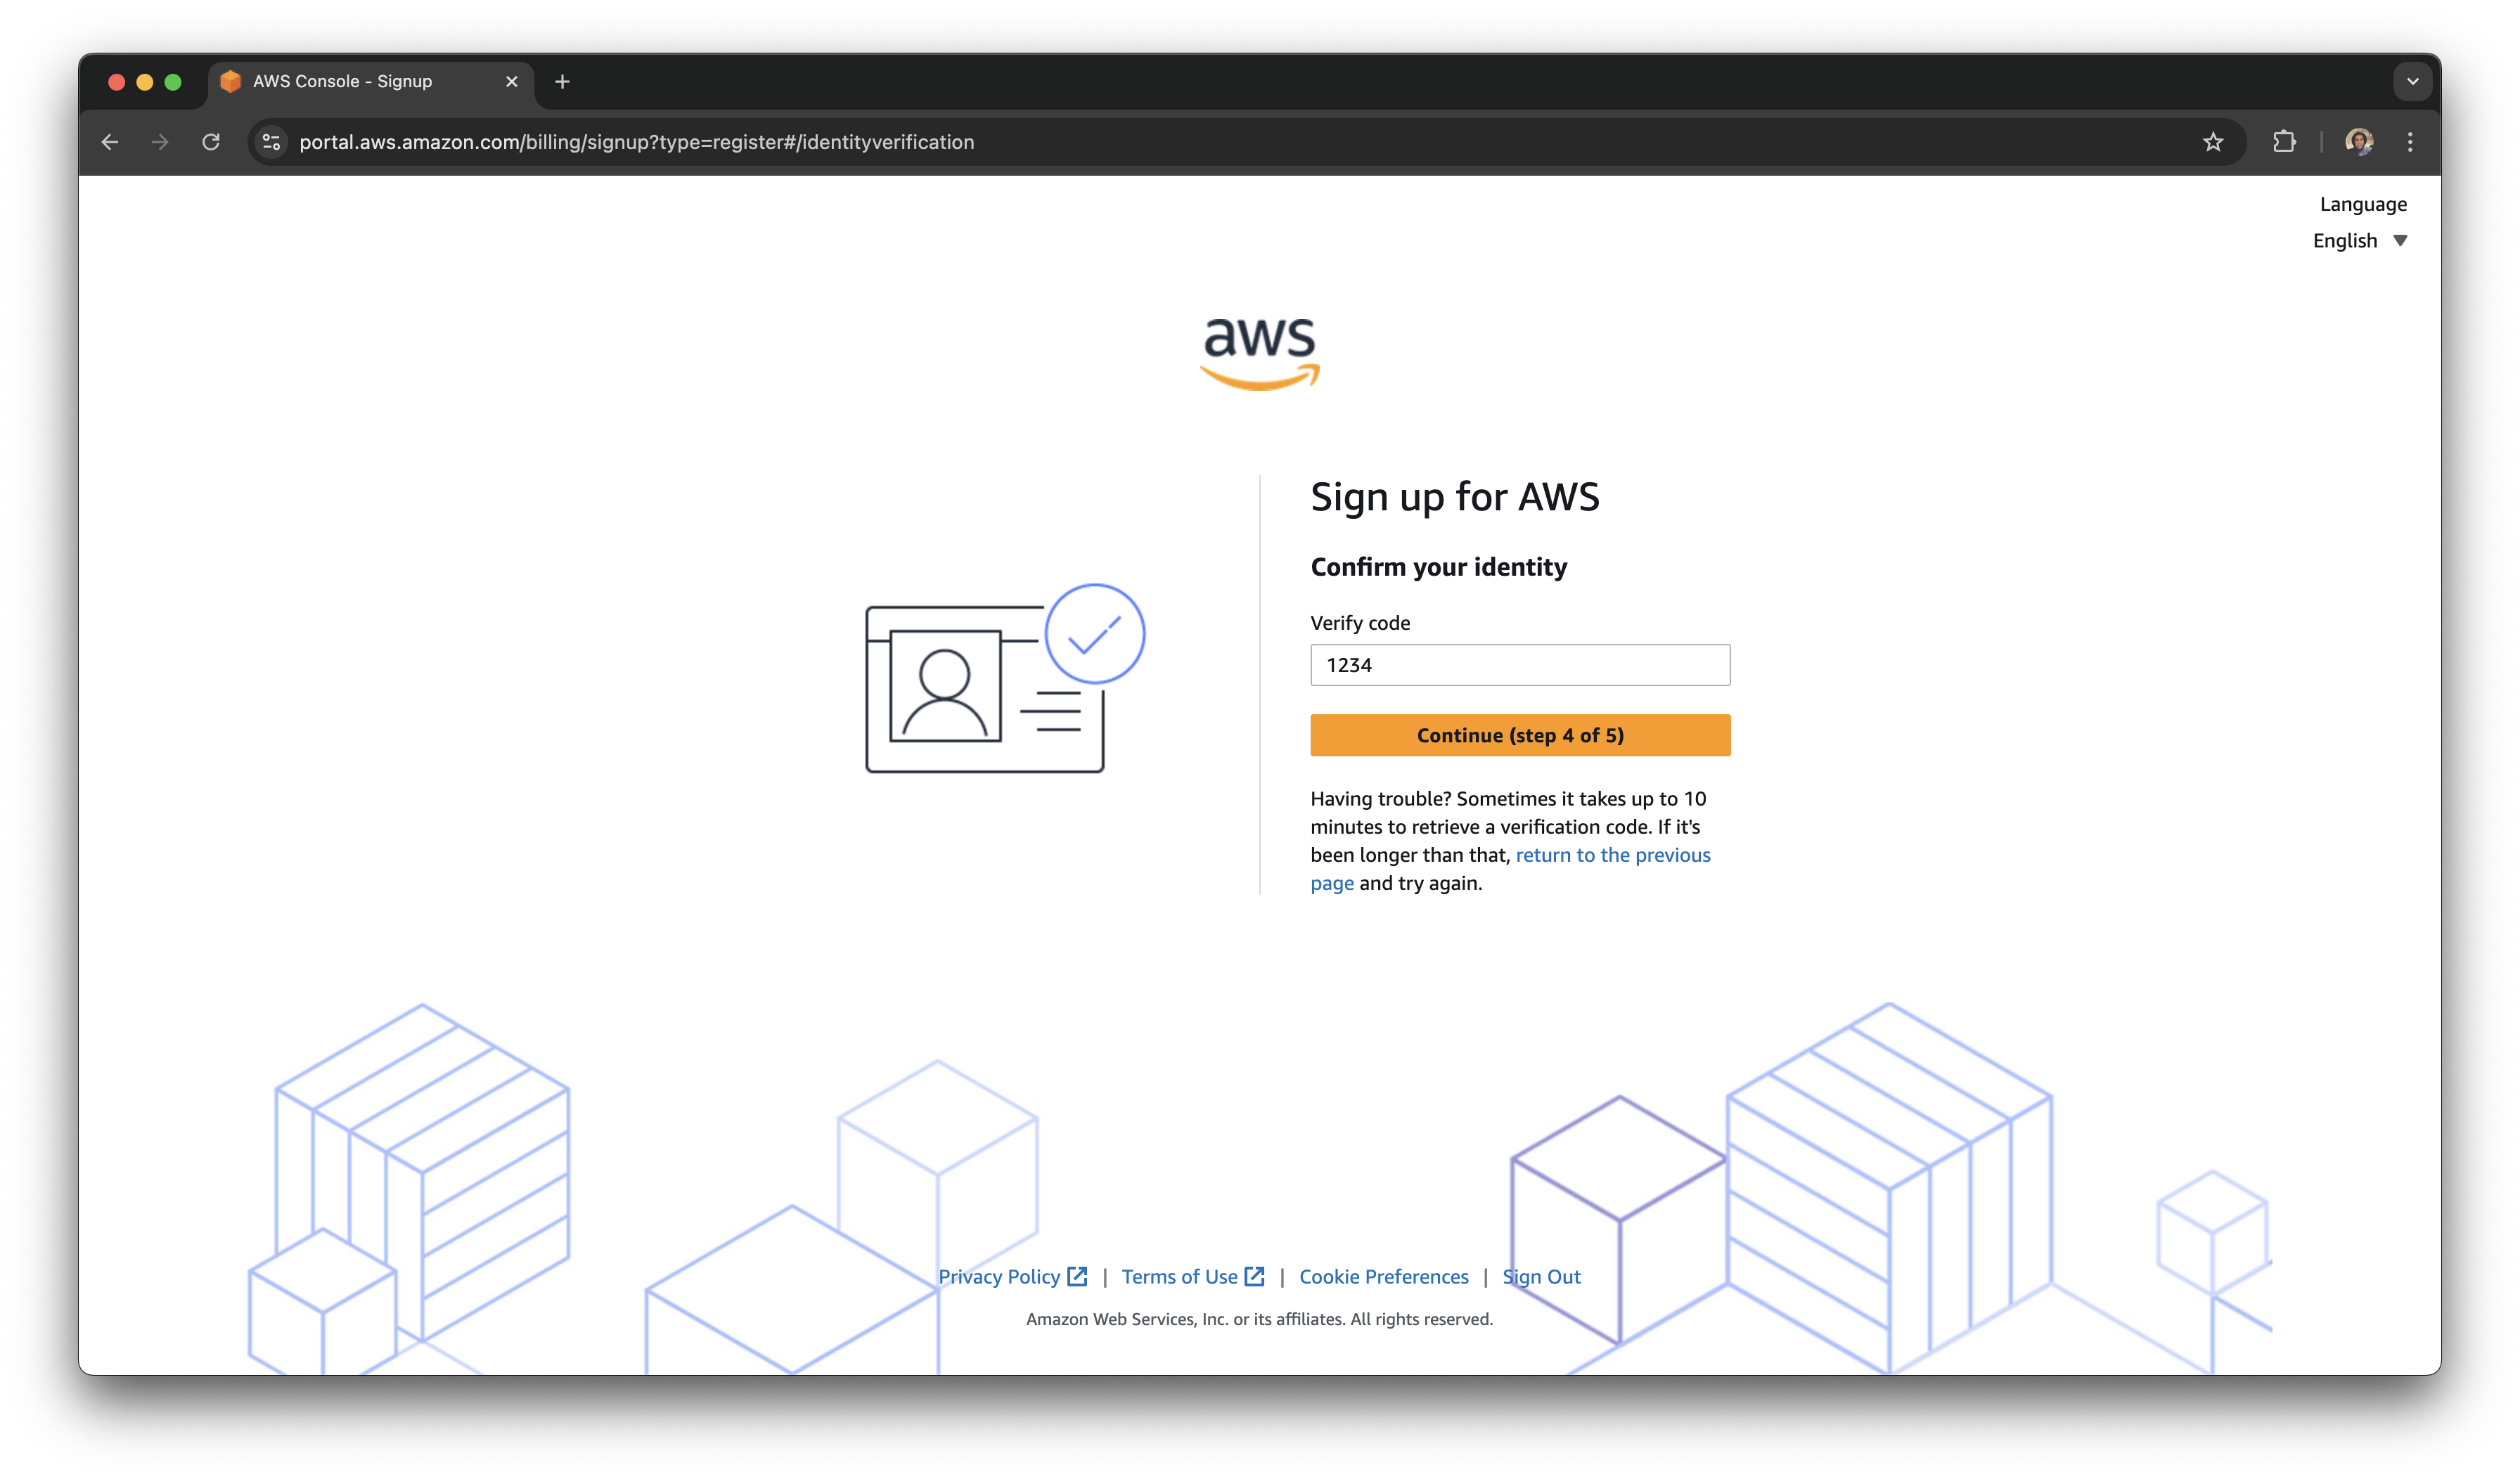 AWS Console - Signup
portal.aws.amazon.com/billing/signup?type=register#/identityverification
Language
English
aws
Sign up for AWS
Confirm your identity
Verify code
1234
Continue (step 4 of 5)
Having trouble? Sometimes it takes up to 10
minutes to retrieve a verification code. If it's
been longer than that, return to the previous
page and try again.
Privacy Policy | Terms of Use | Cookie Preferences | Sign Out
Amazon Web Services, Inc. or its affiliates. All rights reserved.